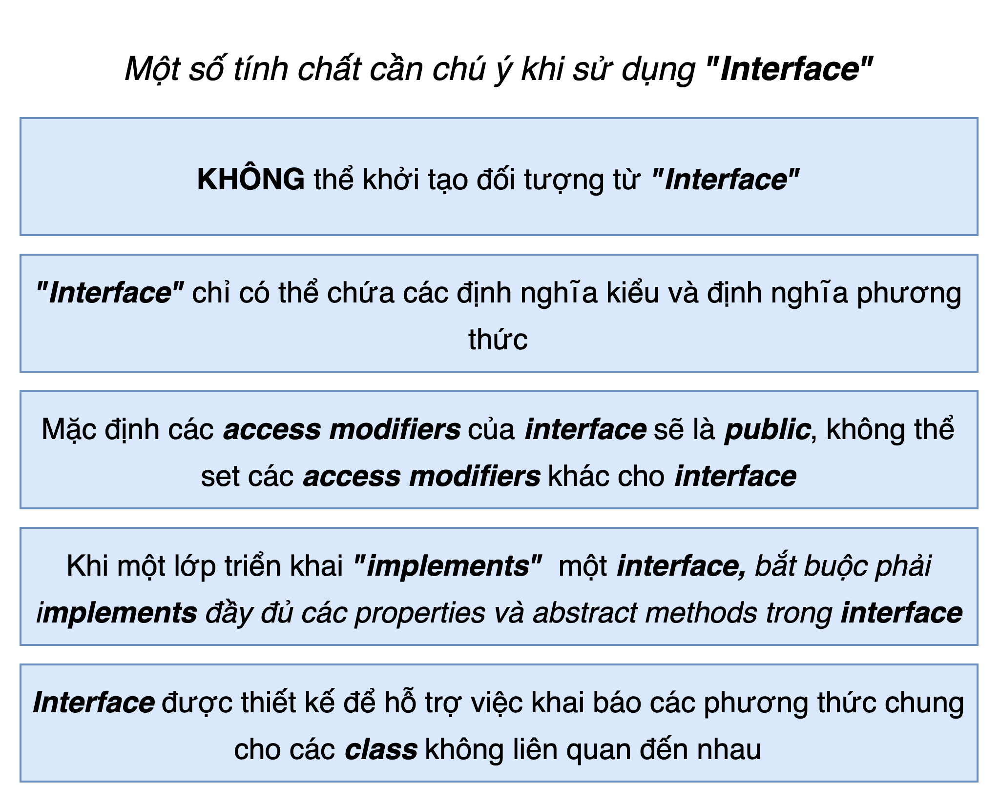 Một số tính chất cần chú ý khi sử dụng "Interface"
KHÔNG thể khởi tạo đối tượng từ "Interface"
"Interface" chỉ có thể chứa các định nghĩa kiểu và định nghĩa phương
thức
Mặc định các access modifiers của interface sẽ là public, không thể
set các access modifiers khác cho interface
Khi một lớp triển khai "implements" một interface, bắt buộc phải
implements đầy đủ các properties và abstract methods trong interface
Interface được thiết kế để hỗ trợ việc khai báo các phương thức chung
cho các class không liên quan đến nhau